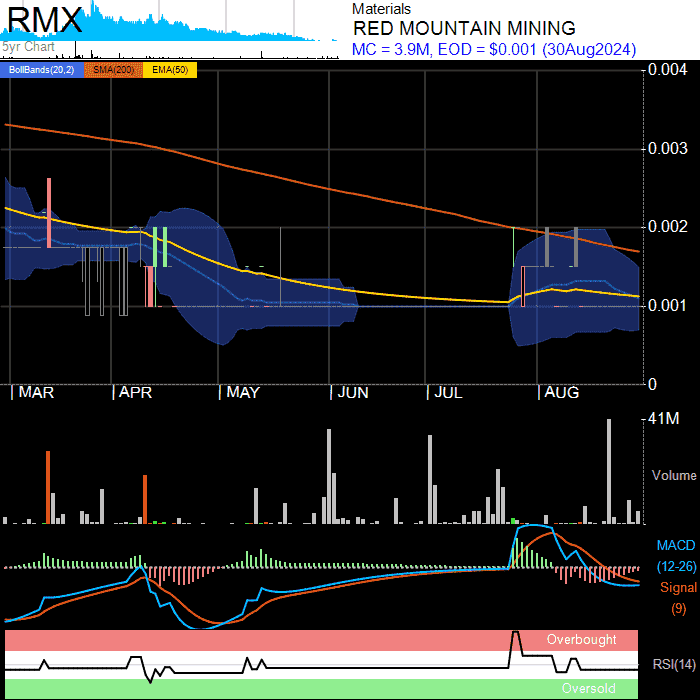 RMX
5yr Chart
Materials
RED MOUNTAIN MINING
MC = 3.9M, EOD = $0.001 (30Aug2024)
BollBands(20,2) SMA(200) EMA(50)
0.004
0.003
0.002
0.001
0
| MAR | APR | MAY | JUN | JUL | AUG
41M
Volume
MACD
(12-26)
Signal
(9)
Overbought
RSI(14)
Oversold